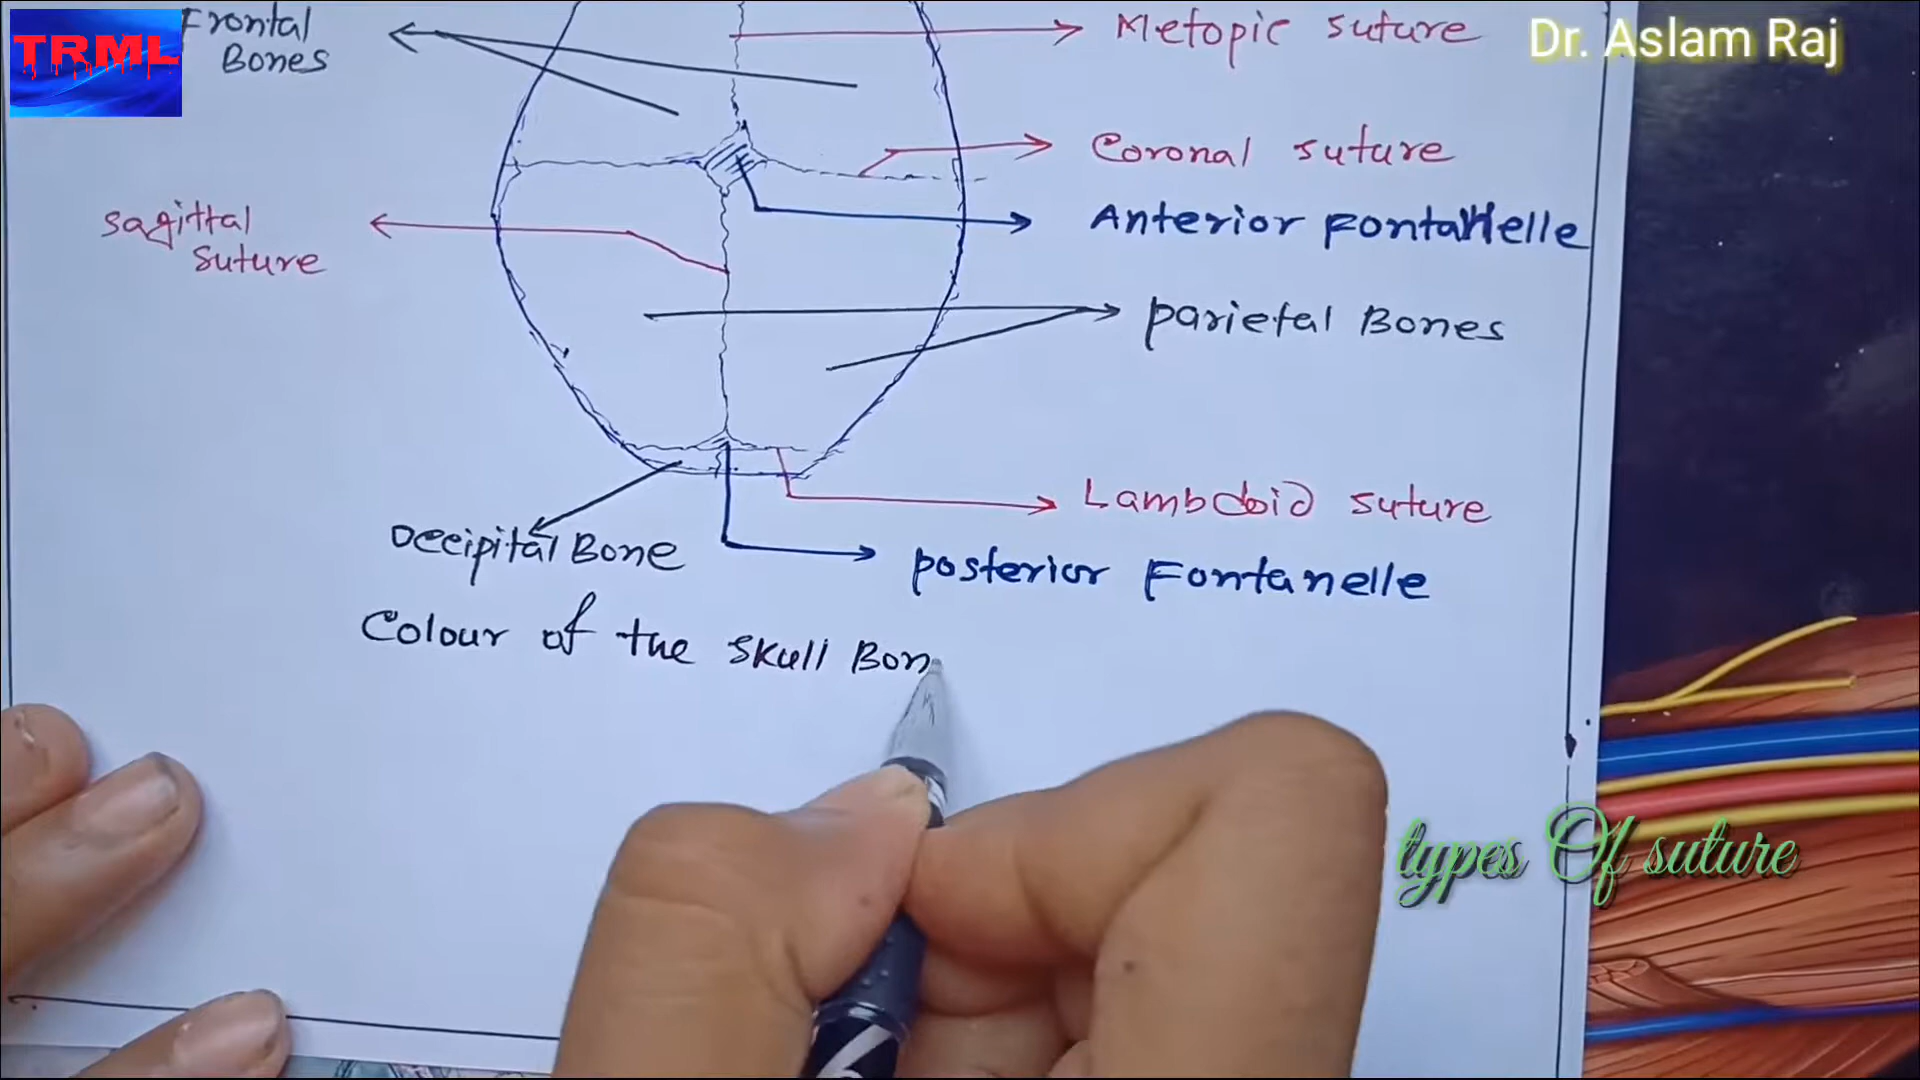 TRML
Frontal
Bones
Metopic suture
Dr. Aslam Raj
Coronal suture
Sagittal
suture
Anterior Fontanelle
Parietal Bones
Lambdoid suture
Occipital Bone
Posterior Fontanelle
Colour of the skull Bon
types Of suture